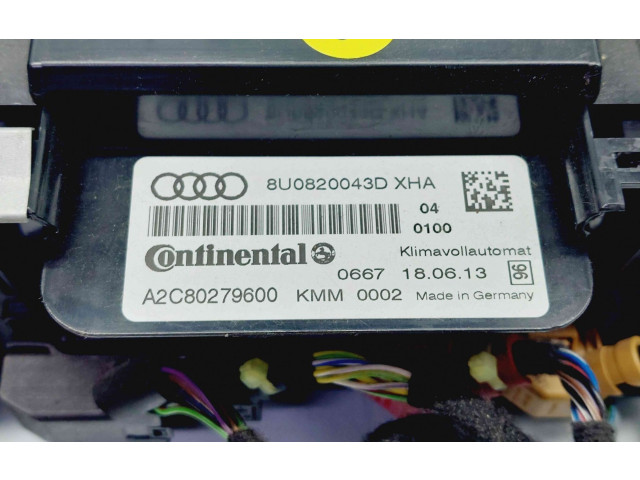 8U0820043D XHA
04
0100
Continental
Klimavollautomat
0667 18.06.13 96
A2C80279600 KMM 0002 Made in Germany